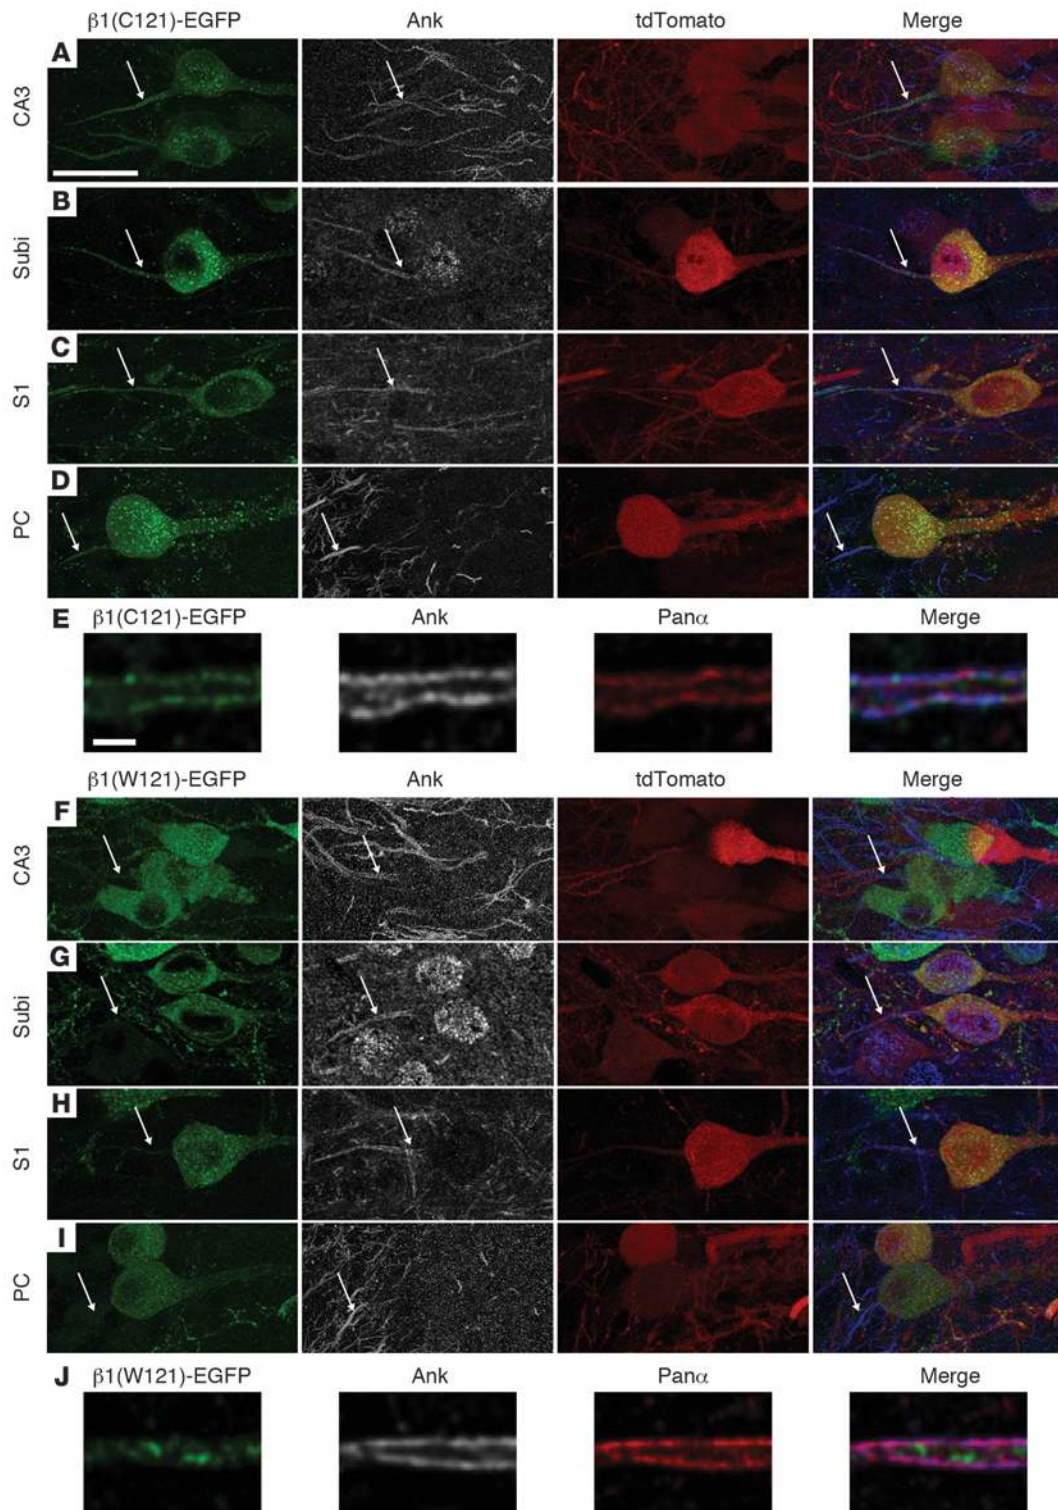 β1(C121)-EGFP Ank tdTomato Merge
A CA3
B Subi
C S1
D PC
E β1(C121)-EGFP Ank Panα Merge
β1(W121)-EGFP Ank tdTomato Merge
F CA3
G Subi
H S1
I PC
J β1(W121)-EGFP Ank Panα Merge